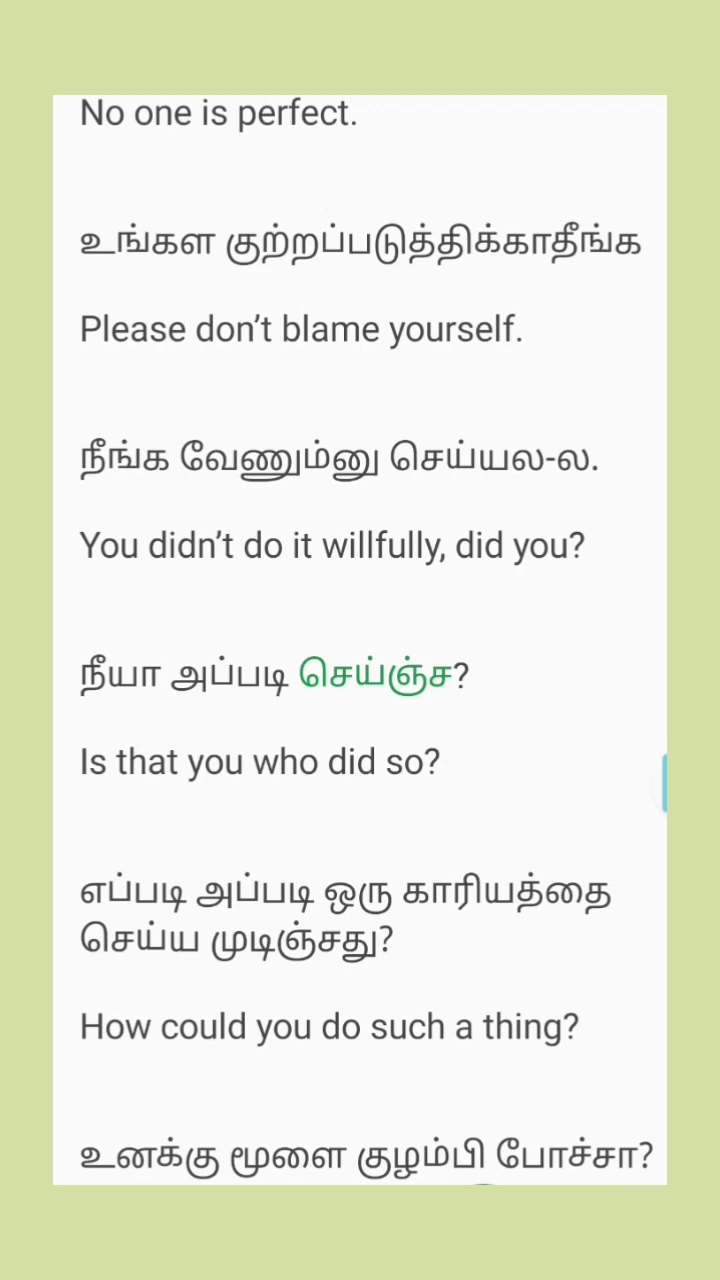 No one is perfect.
உங்கள குற்றப்படுத்திக்காதீங்க
Please don’t blame yourself.
நீங்க வேணும்னு செய்யல-ல.
You didn’t do it willfully, did you?
நீயா அப்படி செய்ஞ்ச?
Is that you who did so?
எப்படி அப்படி ஒரு காரியத்தை
செய்ய முடிஞ்சது?
How could you do such a thing?
உனக்கு மூளை குழம்பி போச்சா?